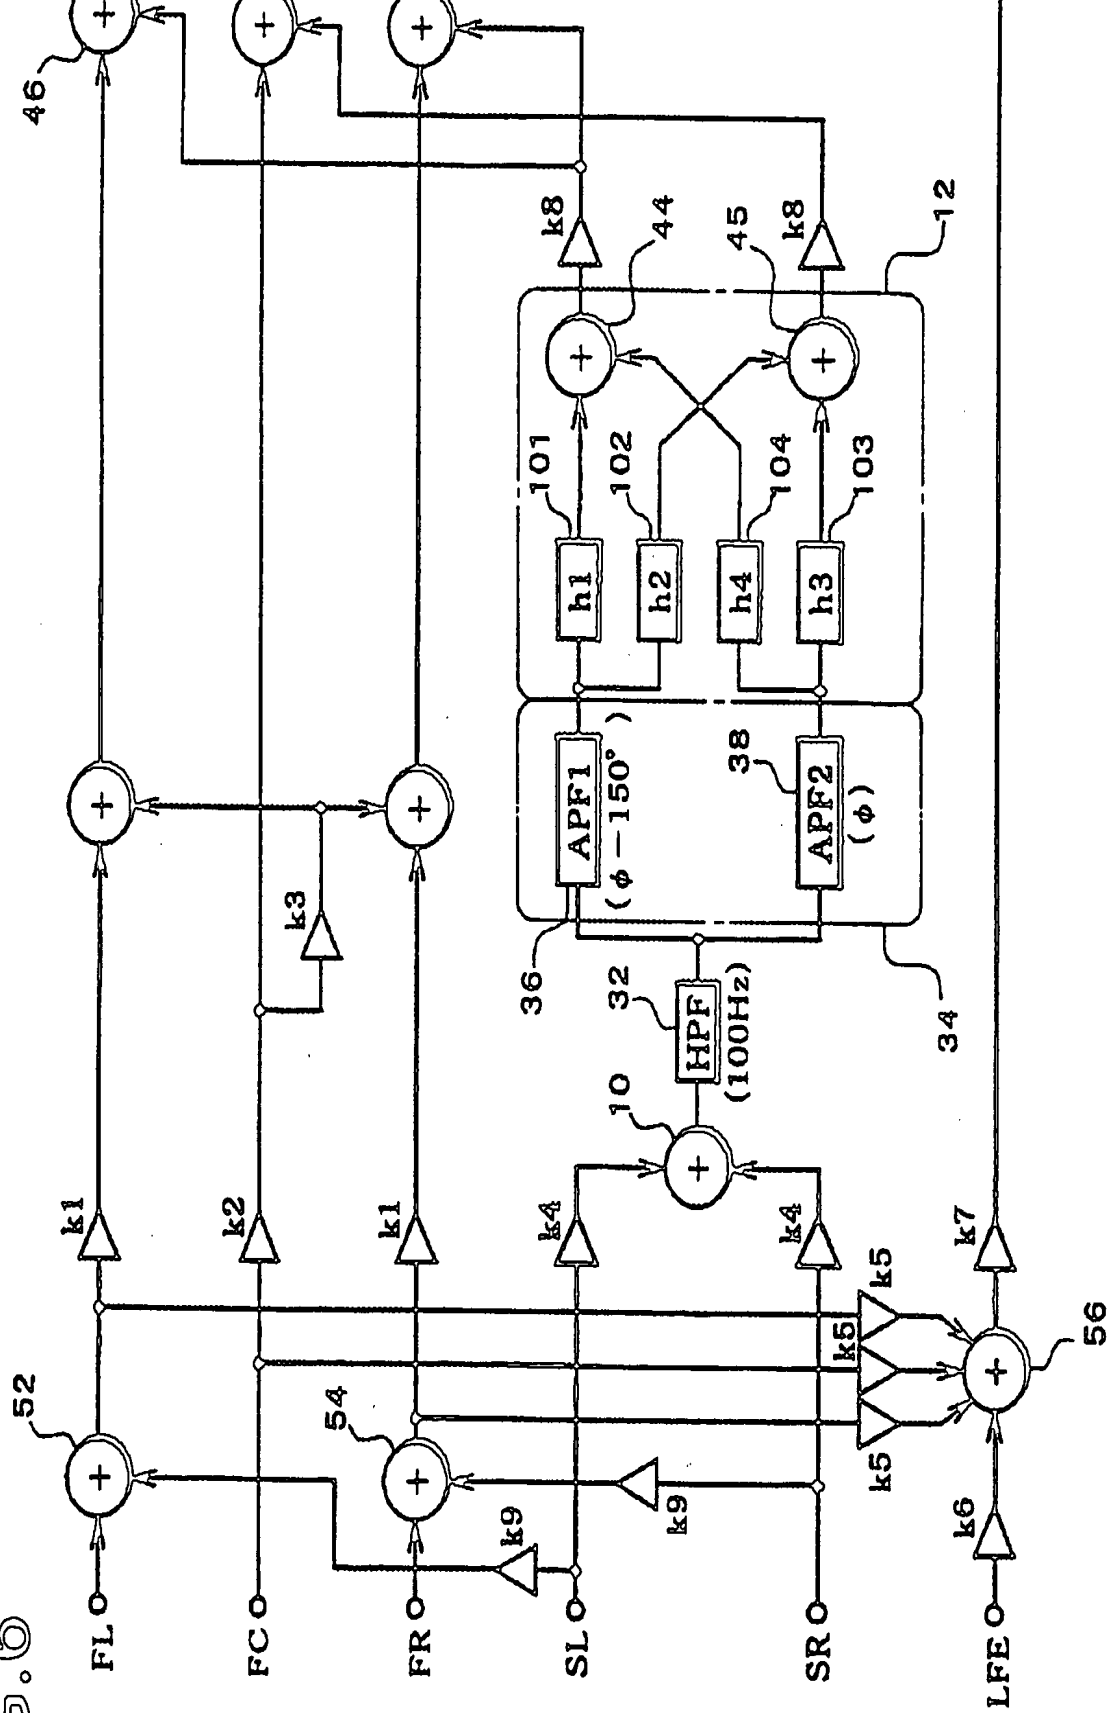 .6
FL
FC
FR
SL
SR
LFE
52
54
56
k9
k9
k5
k5
k5
k6
k7
k1
k2
k1
k4
k4
k3
10
32
HPF
(100Hz)
34
36
APF1
(φ−150°)
38
APF2
(φ)
h1
h2
h4
h3
101
102
104
103
44
45
12
k8
k8
46
+
+
+
+
+
+
+
+
+
+
+